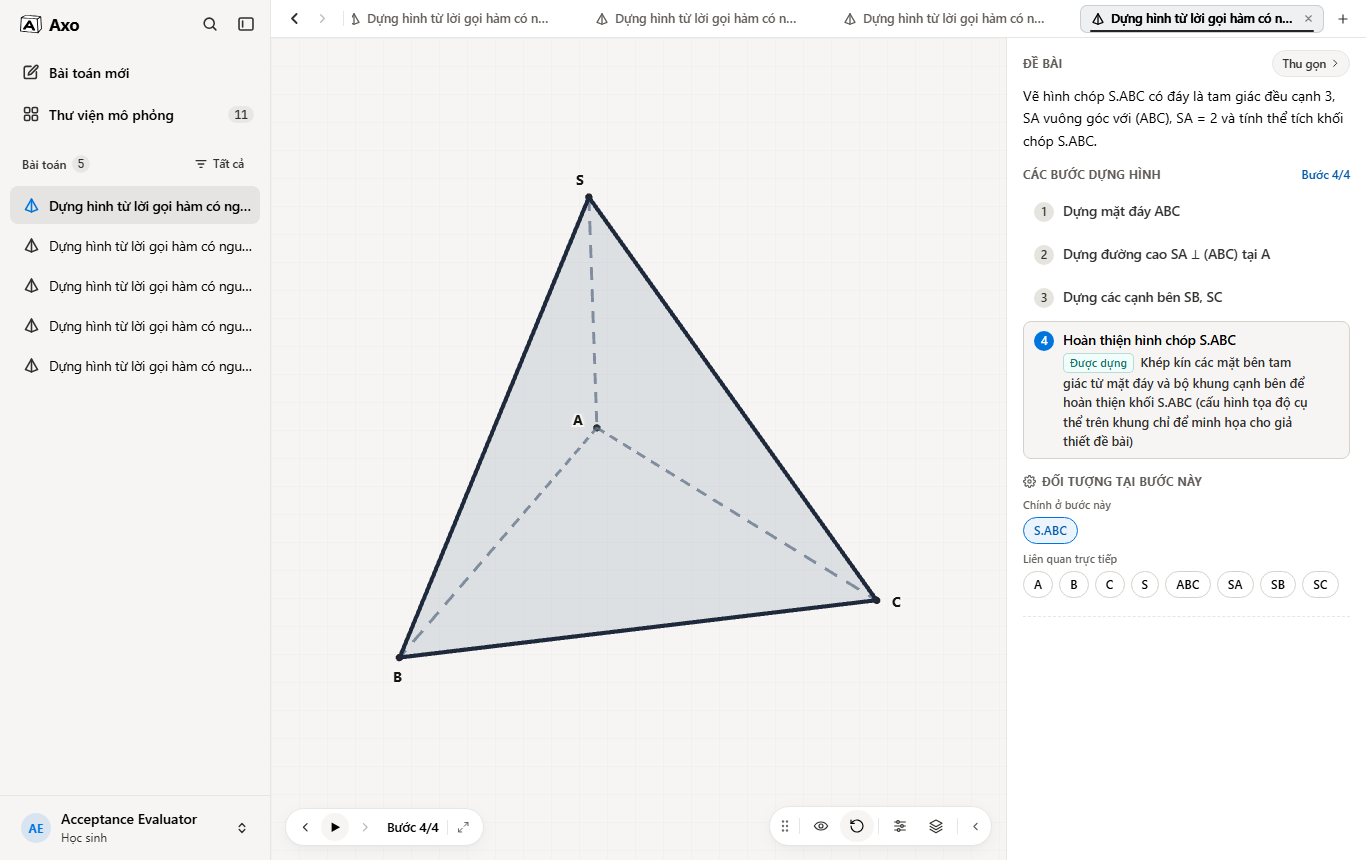 Axo
Bài toán mới
Thư viện mô phỏng 11
Bài toán 5 Tất cả
Dựng hình từ lời gọi hàm có ng...
Dựng hình từ lời gọi hàm có ngu...
Dựng hình từ lời gọi hàm có ngu...
Dựng hình từ lời gọi hàm có ngu...
Dựng hình từ lời gọi hàm có ngu...
AE
Acceptance Evaluator
Học sinh
Dựng hình từ lời gọi hàm có n...
Dựng hình từ lời gọi hàm có n...
Dựng hình từ lời gọi hàm có n...
Dựng hình từ lời gọi hàm có n...
S
A
C
B
Bước 4/4
ĐỀ BÀI
Thu gọn
Vẽ hình chóp S.ABC có đáy là tam giác đều cạnh 3,
SA vuông góc với (ABC), SA = 2 và tính thể tích khối
chóp S.ABC.
CÁC BƯỚC DỰNG HÌNH
Bước 4/4
1 Dựng mặt đáy ABC
2 Dựng đường cao SA ⊥ (ABC) tại A
3 Dựng các cạnh bên SB, SC
4 Hoàn thiện hình chóp S.ABC
Được dựng Khép kín các mặt bên tam
giác từ mặt đáy và bộ khung cạnh bên để
hoàn thiện khối S.ABC (cấu hình tọa độ cụ
thể trên khung chỉ để minh họa cho giả
thiết đề bài)
ĐỐI TƯỢNG TẠI BƯỚC NÀY
Chính ở bước này
S.ABC
Liên quan trực tiếp
A B C S ABC SA SB SC